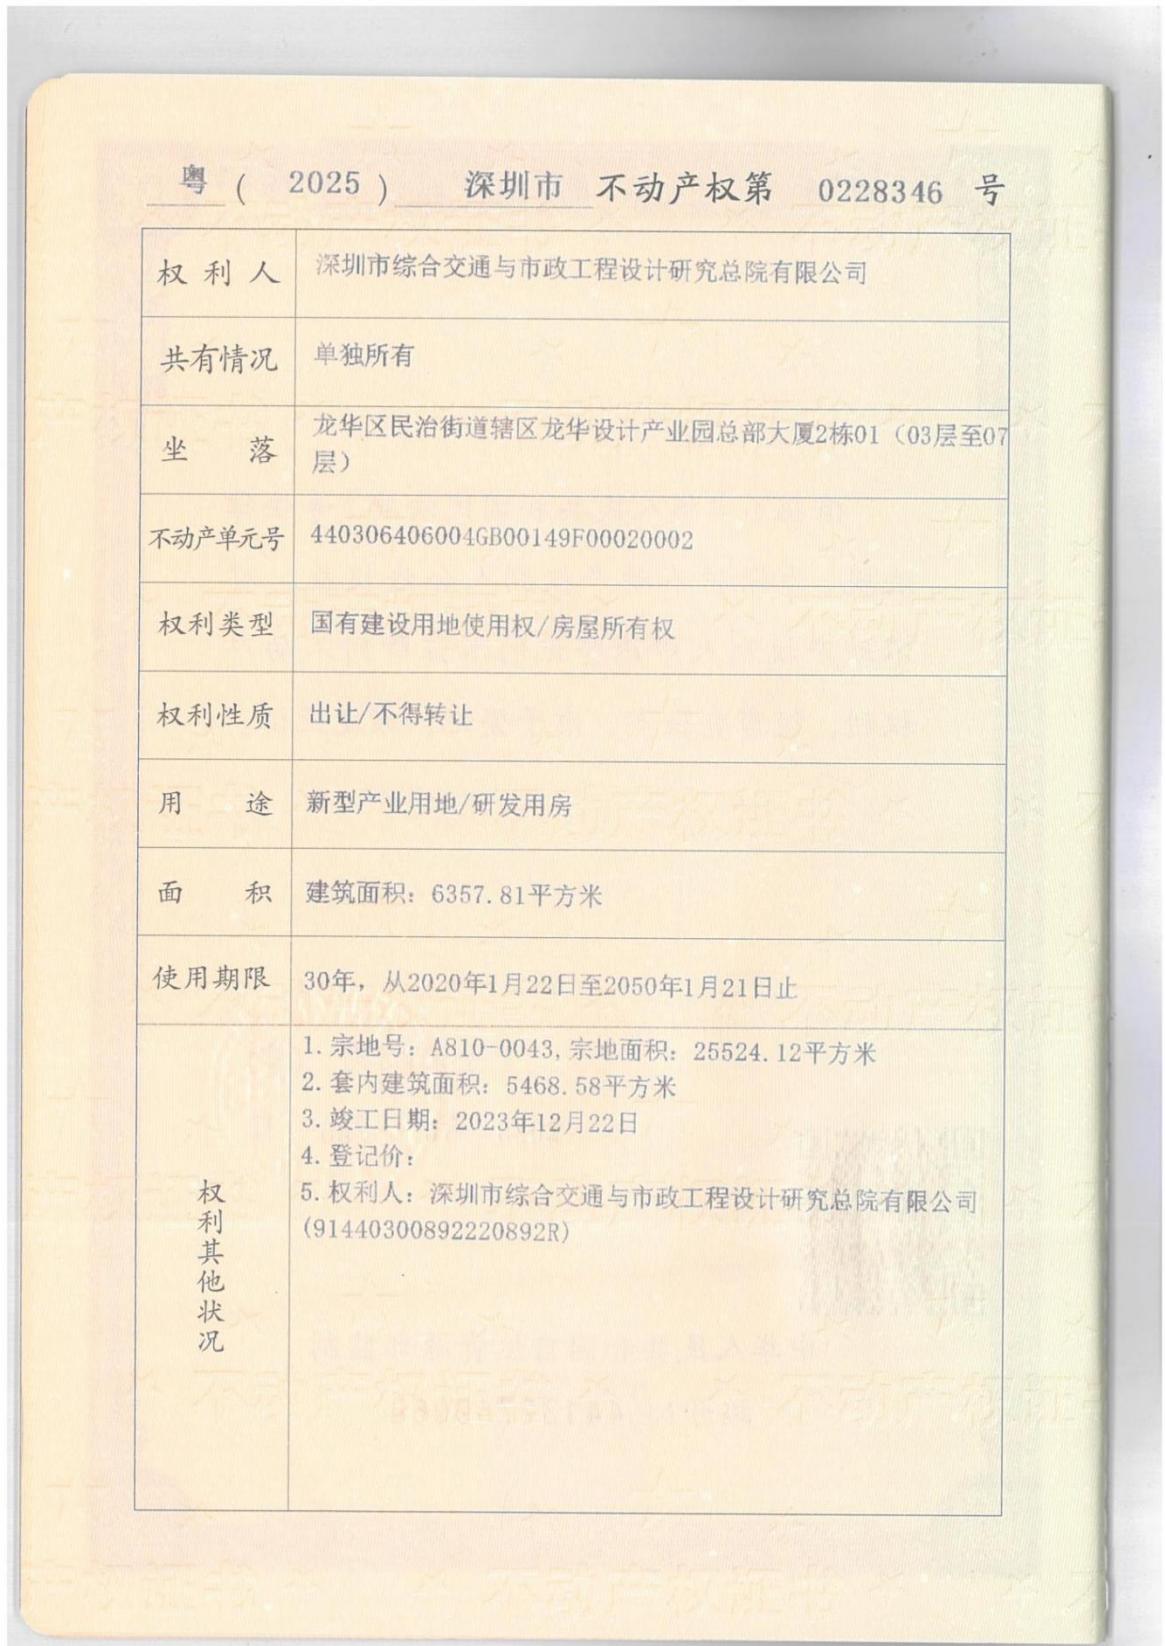 粤（ 2025 ） 深圳市 不动产权第 0228346 号
权利人 深圳市综合交通与市政工程设计研究总院有限公司
共有情况 单独所有
坐落 龙华区民治街道辖区龙华设计产业园总部大厦2栋01（03层至07
层）
不动产单元号 440306406004GB00149F00020002
权利类型 国有建设用地使用权/房屋所有权
权利性质 出让/不得转让
用途 新型产业用地/研发用房
面积 建筑面积：6357.81平方米
使用期限 30年，从2020年1月22日至2050年1月21日止
权利其他状况
1.宗地号：A810-0043,宗地面积：25524.12平方米
2.套内建筑面积：5468.58平方米
3.竣工日期：2023年12月22日
4.登记价：
5.权利人：深圳市综合交通与市政工程设计研究总院有限公司
(91440300892220892R)